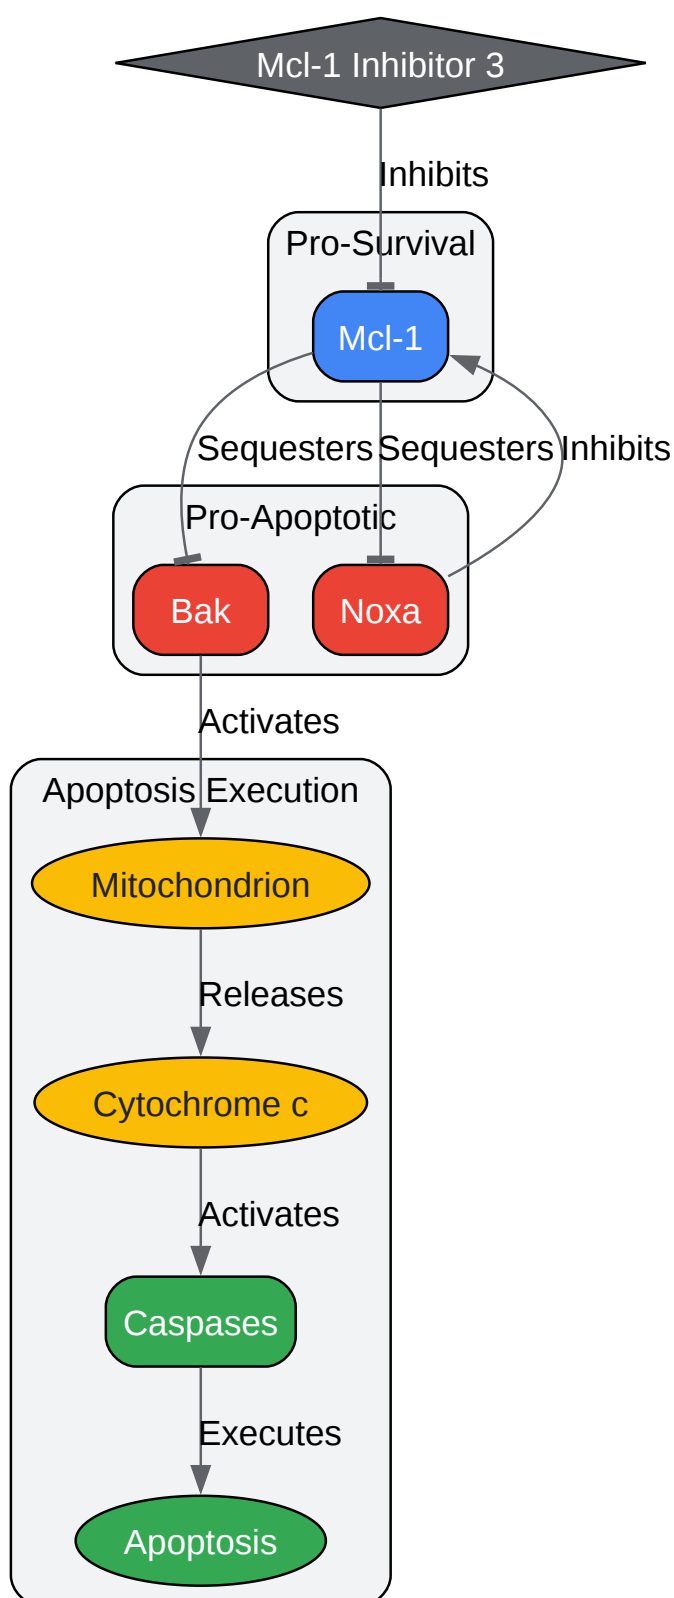 Mcl-1 Inhibitor 3
Inhibits
Pro-Survival
Mcl-1
Sequesters
Sequesters
Inhibits
Pro-Apoptotic
Bak
Noxa
Activates
Apoptosis Execution
Mitochondrion
Releases
Cytochrome c
Activates
Caspases
Executes
Apoptosis